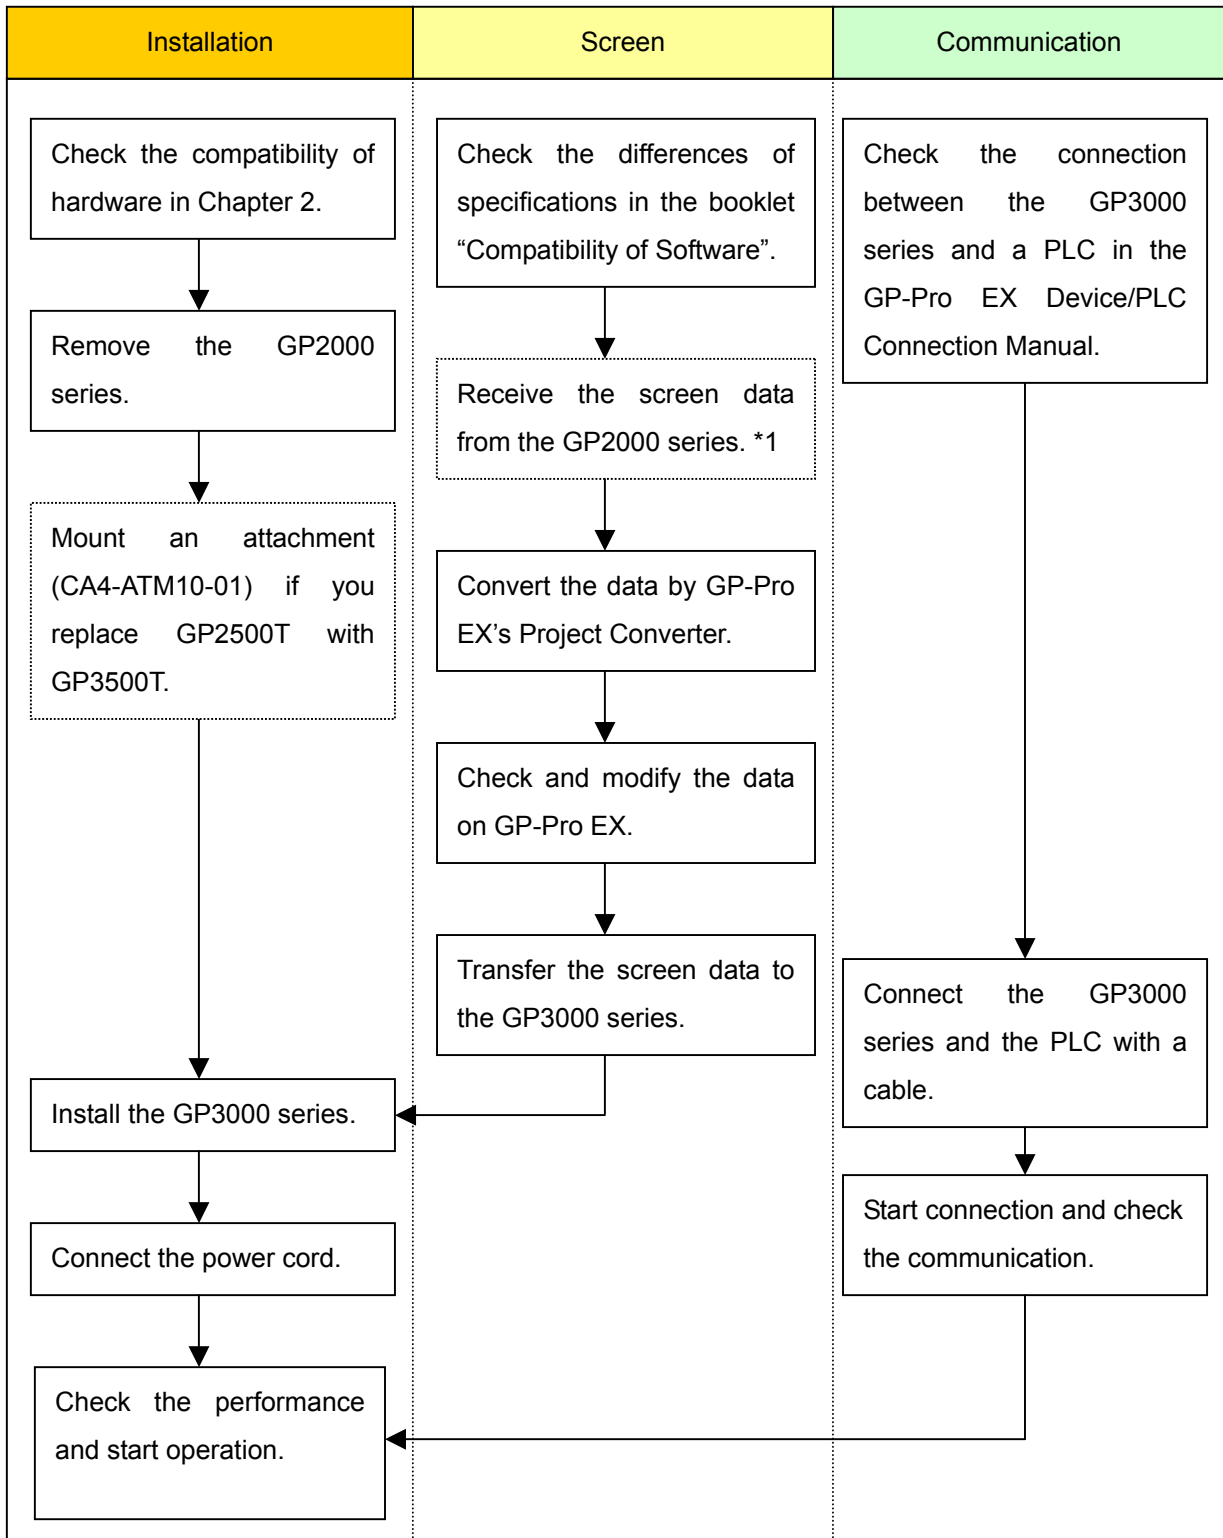 Installation
Screen
Communication
Check the compatibility of
hardware in Chapter 2.
Remove the GP2000
series.
Mount an attachment
(CA4-ATM10-01) if you
replace GP2500T with
GP3500T.
Install the GP3000 series.
Connect the power cord.
Check the performance
and start operation.
Check the differences of
specifications in the booklet
“Compatibility of Software”.
Receive the screen data
from the GP2000 series. *1
Convert the data by GP-Pro
EX’s Project Converter.
Check and modify the data
on GP-Pro EX.
Transfer the screen data to
the GP3000 series.
Check the connection
between the GP3000
series and a PLC in the
GP-Pro EX Device/PLC
Connection Manual.
Connect the GP3000
series and the PLC with a
cable.
Start connection and check
the communication.